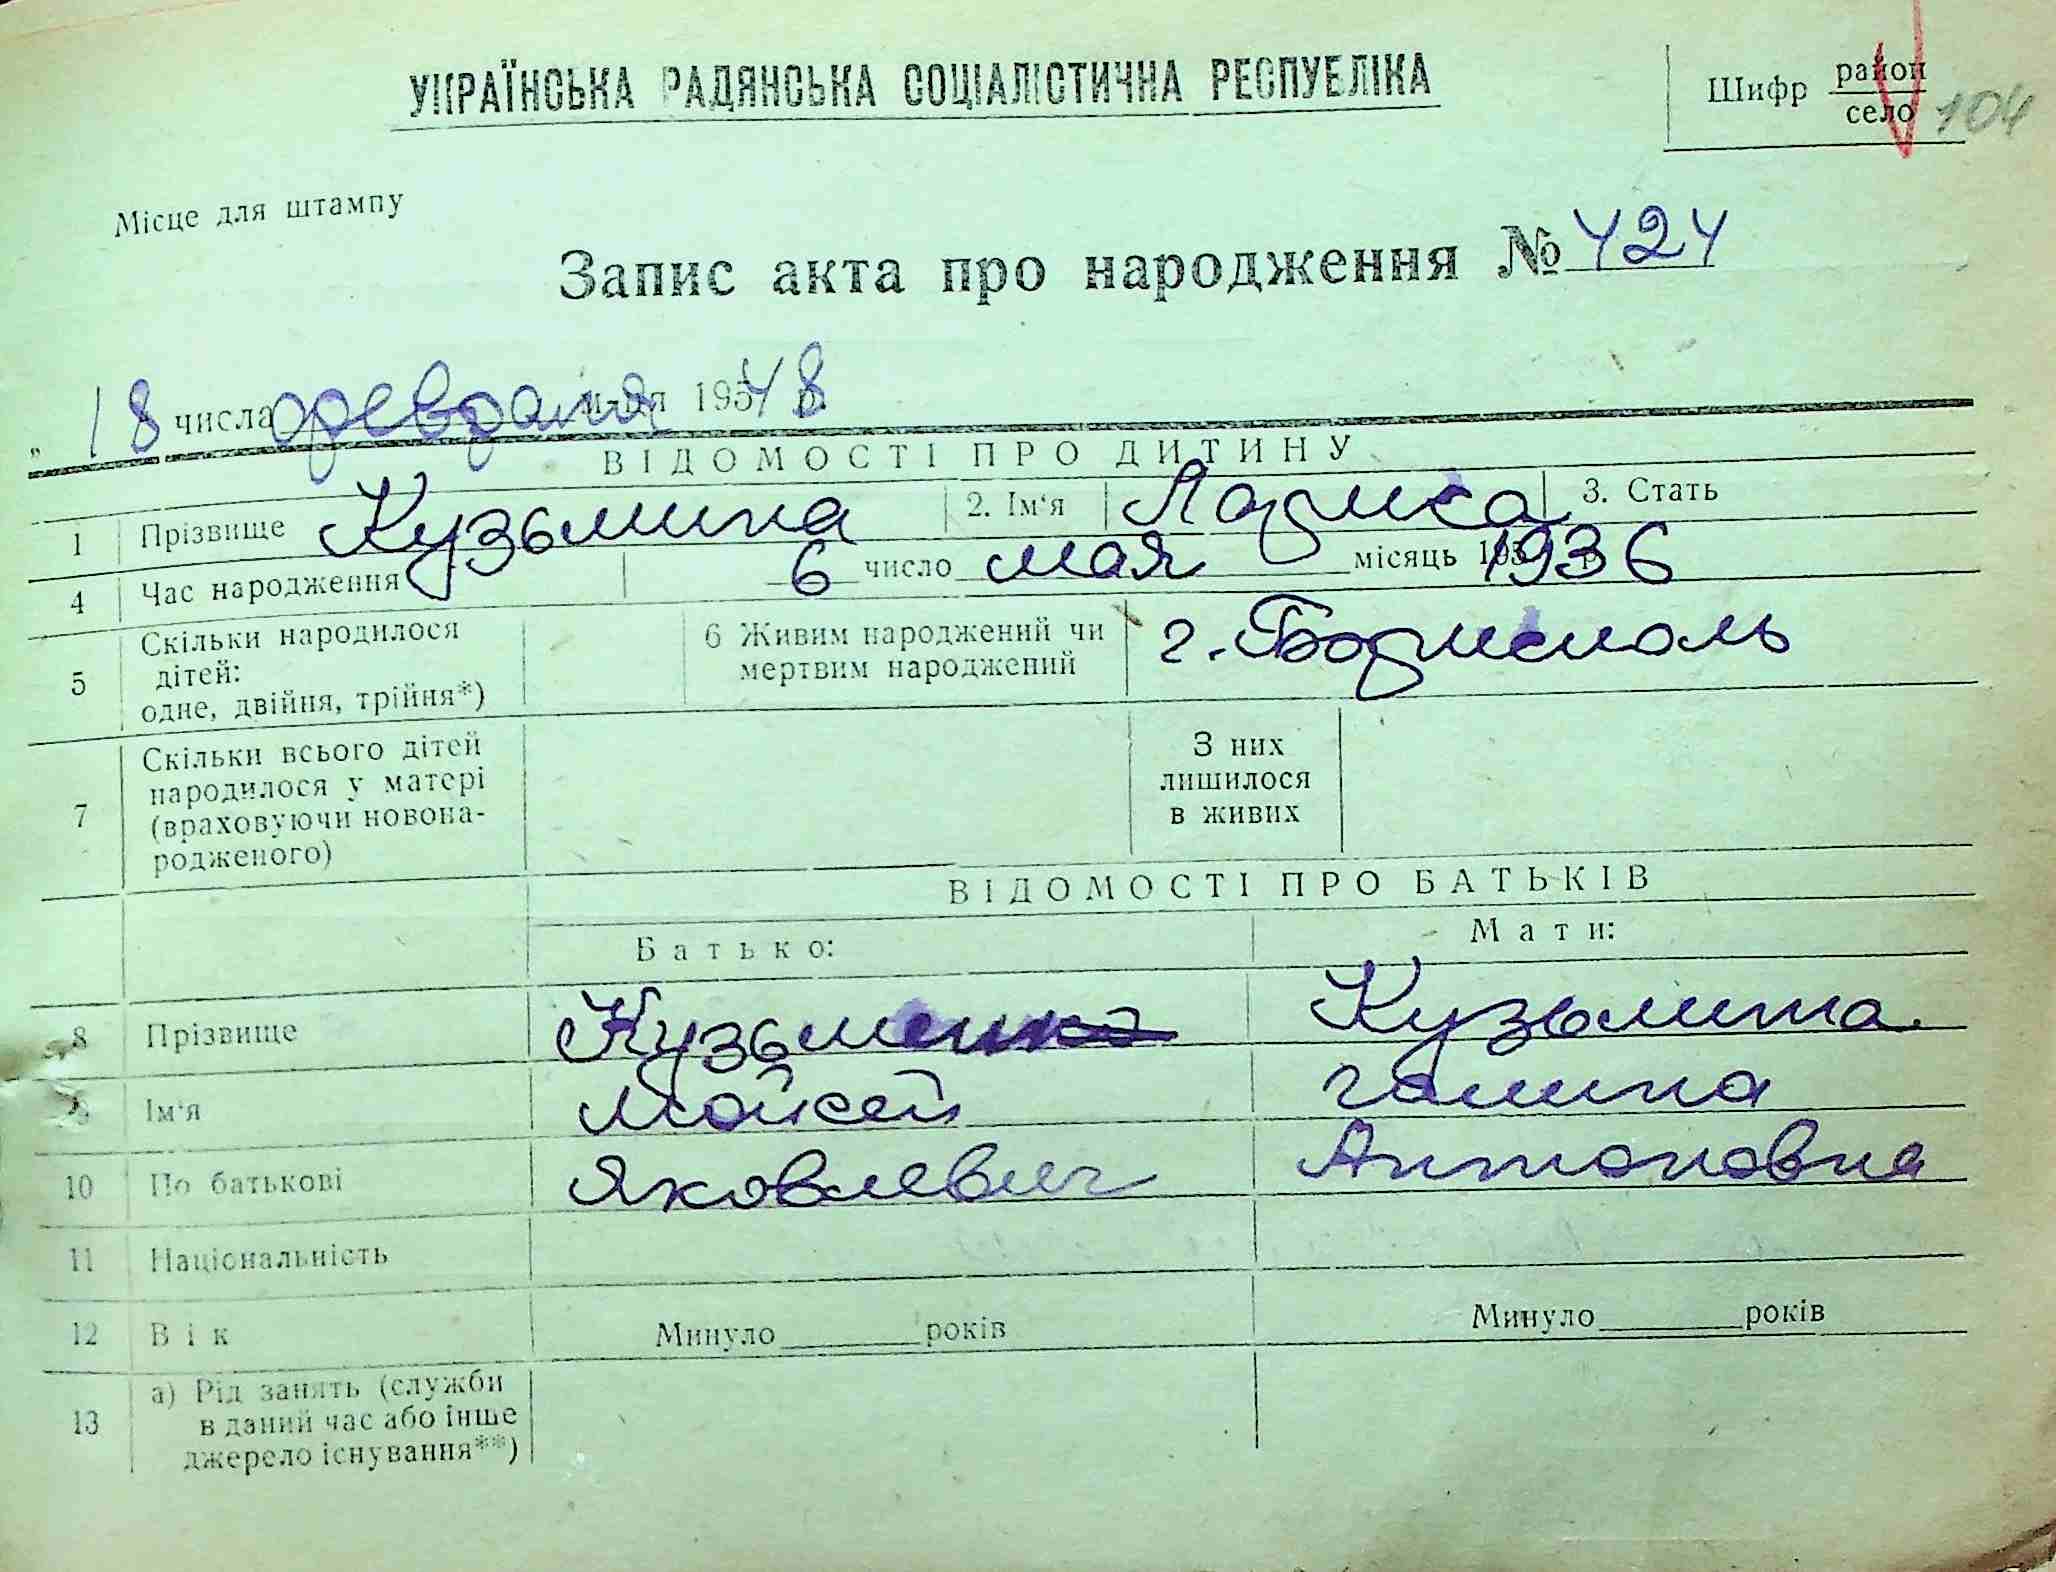 УКРАЇНСЬКА РАДЯНСЬКА СОЦІАЛІСТИЧНА РЕСПУБЛІКА
Шифр район
село 104
Місце для штампу
Запис акта про народження № 424
„18 числа февраля м-ця 195 48 р.
ВІДОМОСТІ ПРО ДИТИНУ
1 Прізвище Кузьмина 2. Ім‘я Лариса 3. Стать
4 Час народження 6 число мая місяць 1936
5 Скільки народилося дітей: одне, двійня, трійня*) 6 Живим народжений чи мертвим народжений г. Борисполь
7 Скільки всього дітей народилося у матері (враховуючи новонародженого) З них лишилося в живих
ВІДОМОСТІ ПРО БАТЬКІВ
Батько: Мати:
8 Прізвище Кузьменко Кузьмина
9 Ім‘я Мойсей Галина
10 По батькові Яковлевич Антоновна
11 Національність
12 Вік Минуло років Минуло років
13 а) Рід занять (служби в даний час або інше джерело існування**)